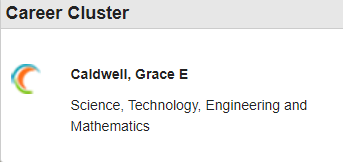 Career Cluster
Caldwell, Grace E
Science, Technology, Engineering and
Mathematics